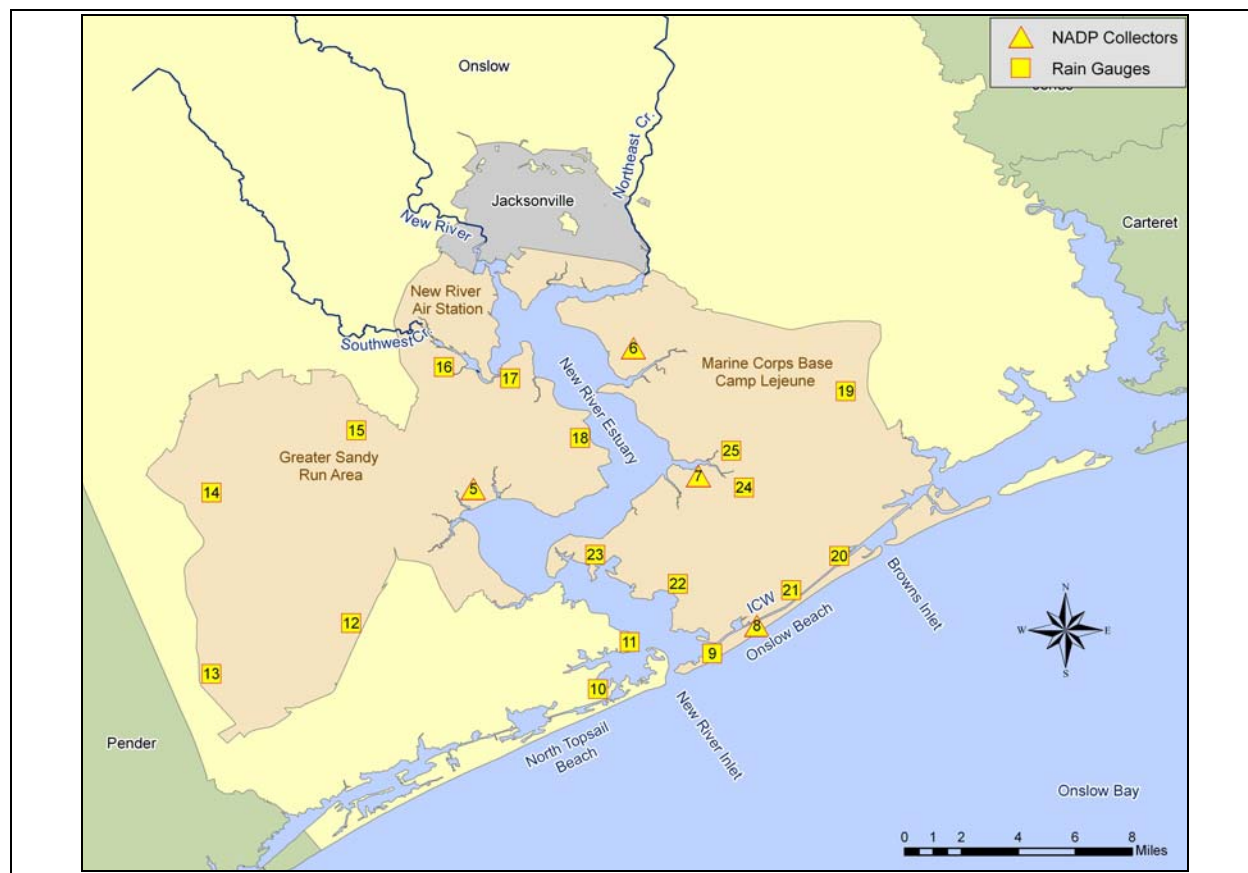 NADP Collectors
Rain Gauges
Onslow
Jones
Northeast Cr.
Jacksonville
Carteret
New River
New River
Air Station
Southwest Cr.
6
Marine Corps Base
Camp Lejeune
16
17
New River Estuary
19
15
18
25
Greater Sandy
Run Area
14
5
7
24
23
20
22
21
Browns Inlet
ICW
8
Onslow Beach
N
W
E
S
12
11
9
13
10
New River Inlet
North Topsail
Beach
Pender
Onslow Bay
0 1 2 4 6 8
Miles